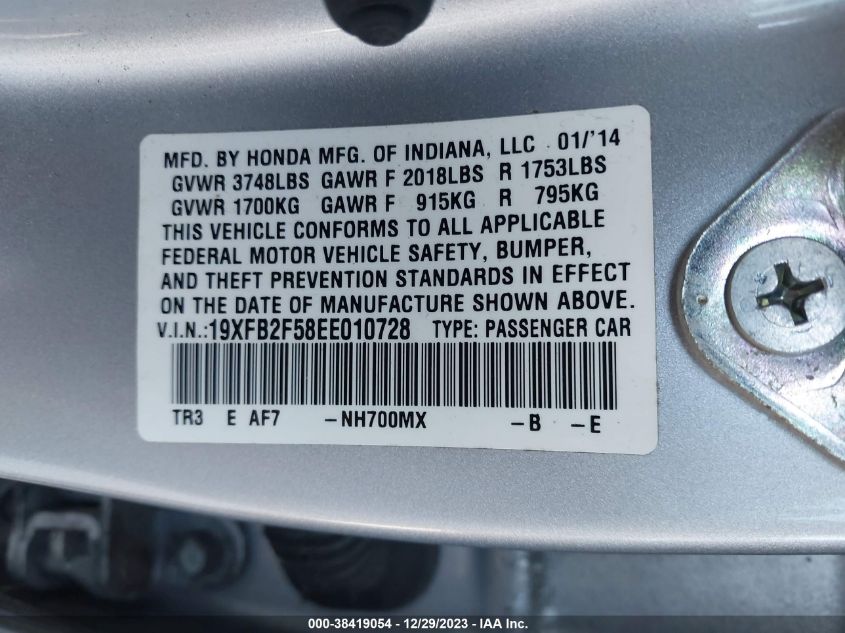 MFD. BY HONDA MFG. OF INDIANA, LLC 01/'14
GVWR 3748LBS GAWR F 2018LBS R 1753LBS
GVWR 1700KG GAWR F 915KG R 795KG
THIS VEHICLE CONFORMS TO ALL APPLICABLE
FEDERAL MOTOR VEHICLE SAFETY, BUMPER,
AND THEFT PREVENTION STANDARDS IN EFFECT
ON THE DATE OF MANUFACTURE SHOWN ABOVE.
V.I.N.:19XFB2F58EE010728 TYPE: PASSENGER CAR
TR3 E AF7 -NH700MX -B -E
000-38419054 - 12/29/2023 - IAA Inc.